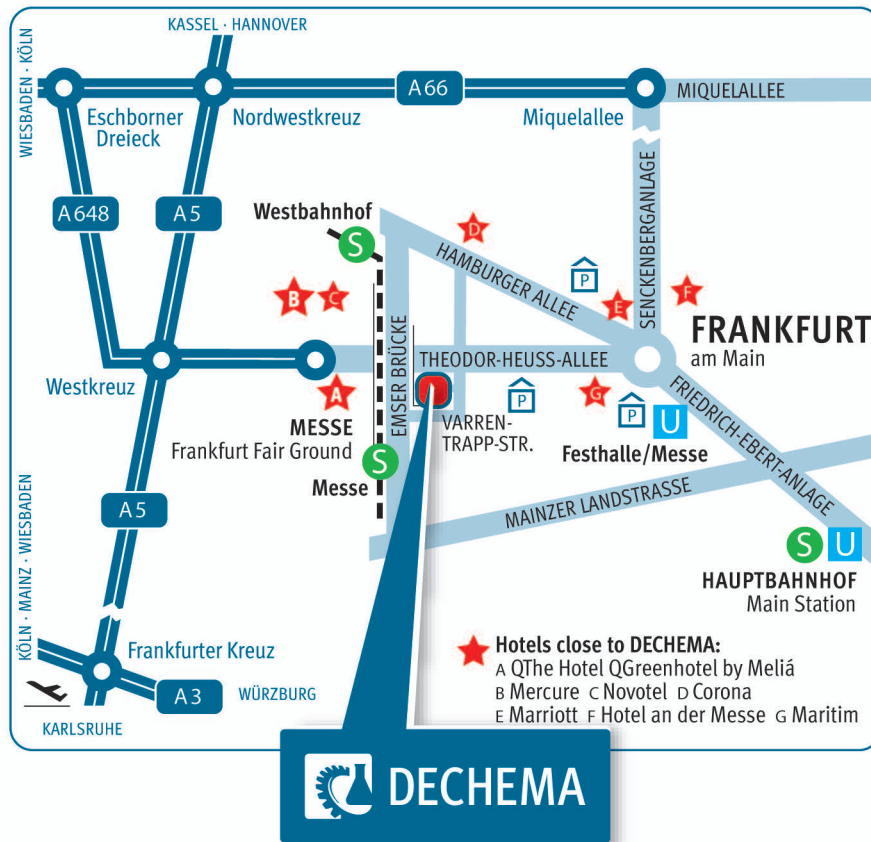 KASSEL · HANNOVER
WIESBADEN · KÖLN
A66
MIQUELALLEE
Eschborner
Dreieck
Nordwestkreuz
Miquelallee
SENCKENBERGANLAGE
A648
A5
Westbahnhof
S
D
HAMBURGER ALLEE
P
B
C
E
F
FRANKFURT
am Main
EMSER BRÜCKE
THEODOR-HEUSS-ALLEE
Westkreuz
A
P
G
P
U
FRIEDRICH-EBERT-ANLAGE
MESSE
Frankfurt Fair Ground
VARREN-
TRAPP-STR.
Festhalle/Messe
S
Messe
MAINZER LANDSTRASSE
A5
S
U
HAUPTBAHNHOF
Main Station
KÖLN · MAINZ · WIESBADEN
Frankfurter Kreuz
A3
WÜRZBURG
KARLSRUHE
Hotels close to DECHEMA:
A QThe Hotel QGreenhotel by Meliá
B Mercure C Novotel D Corona
E Marriott F Hotel an der Messe G Maritim
DECHEMA